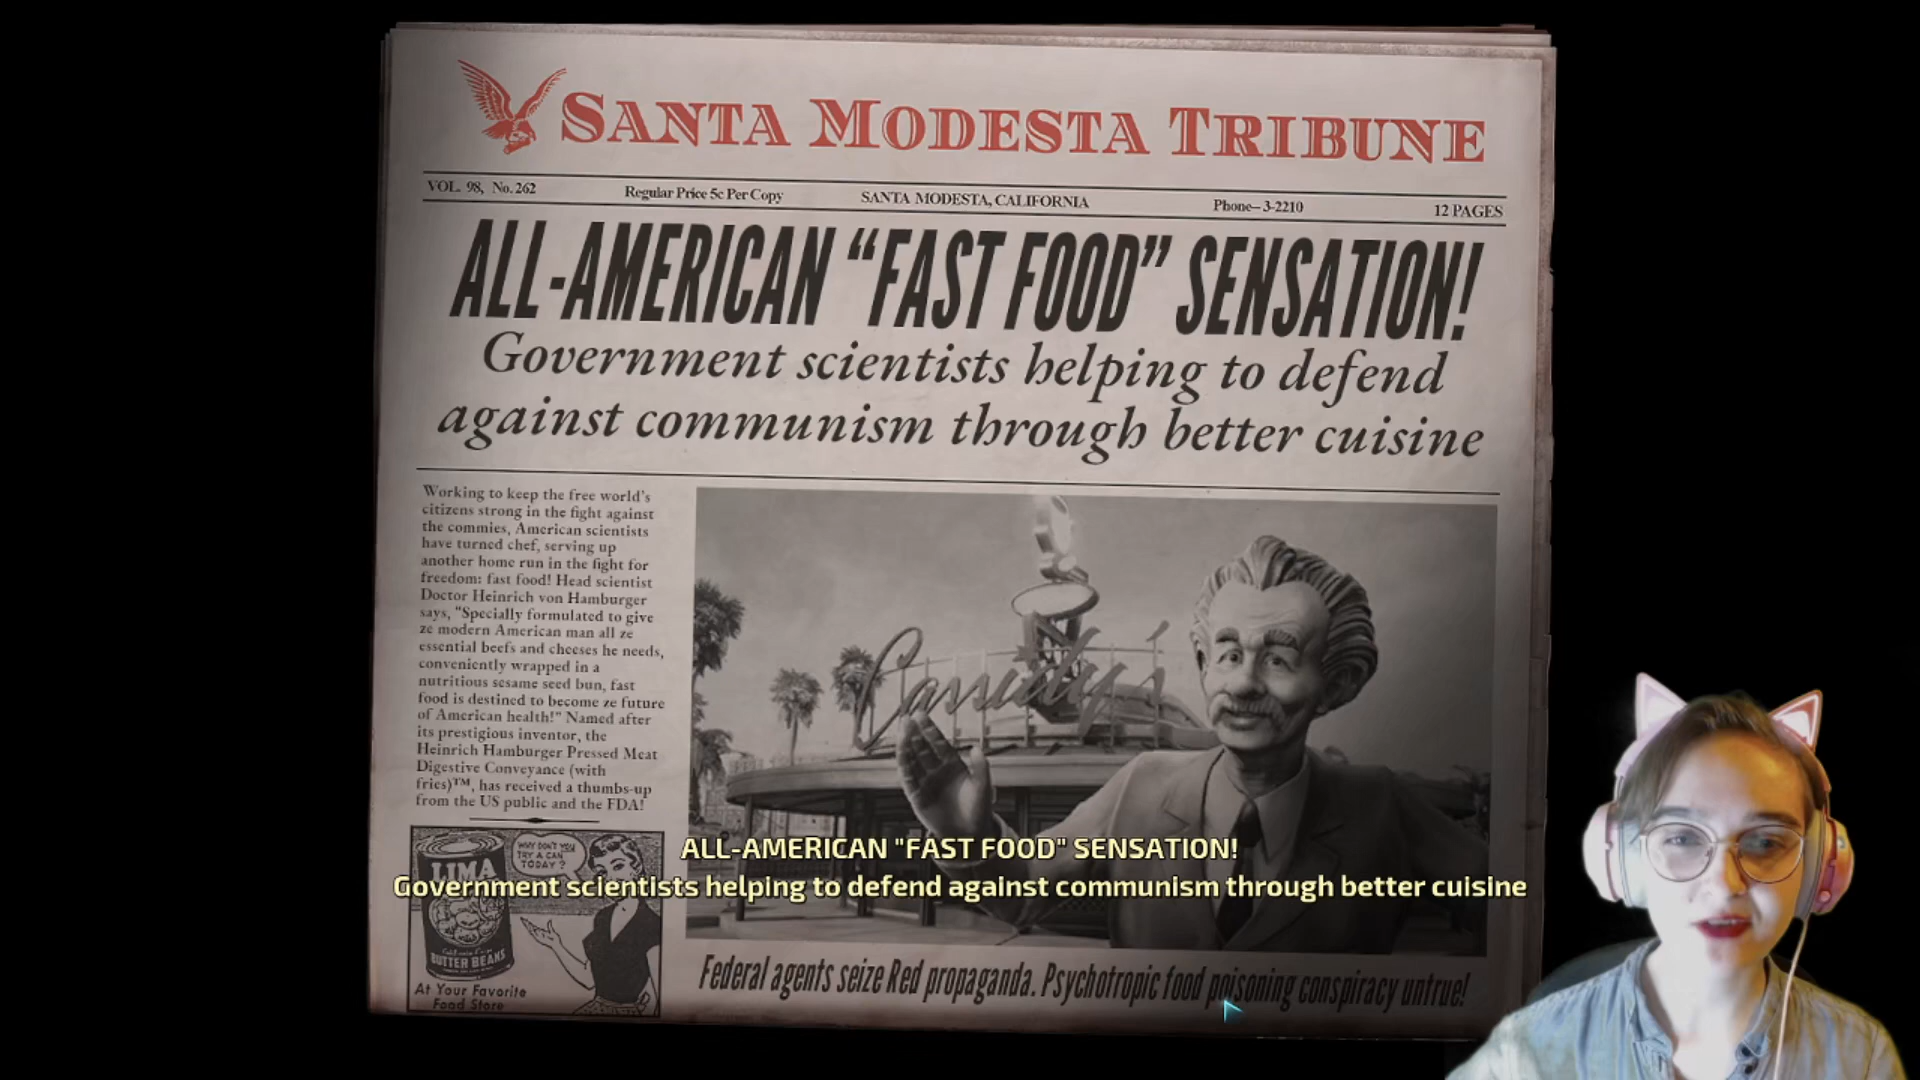 SANTA MODESTA TRIBUNE
VOL. 98, No. 262 Regular Price 5c Per Copy SANTA MODESTA, CALIFORNIA Phone–3-2210 12 PAGES
ALL-AMERICAN “FAST FOOD” SENSATION!
Government scientists helping to defend
against communism through better cuisine
Working to keep the free world's
citizens strong in the fight against
the commies, American scientists
have turned chef, serving up
another home run in the fight for
freedom: fast food! Head scientist
Doctor Heinrich von Hamburger
says, "Specially formulated to give
ze modern American man all ze
essential beefs and cheeses he needs,
conveniently wrapped in a
nutritious sesame seed bun, fast
food is destined to become ze future
of American health!" Named after
its prestigious inventor, the
Heinrich Hamburger Pressed Meat
Digestive Conveyance (with
fries)™, has received a thumbs-up
from the US public and the FDA!
Cassidy's
WHY DON'T YOU
TRY A CAN
TODAY?
LIMA
BUTTER BEANS
At Your Favorite
Food Store
ALL-AMERICAN "FAST FOOD" SENSATION!
Government scientists helping to defend against communism through better cuisine
Federal agents seize Red propaganda. Psychotropic food poisoning conspiracy untrue!